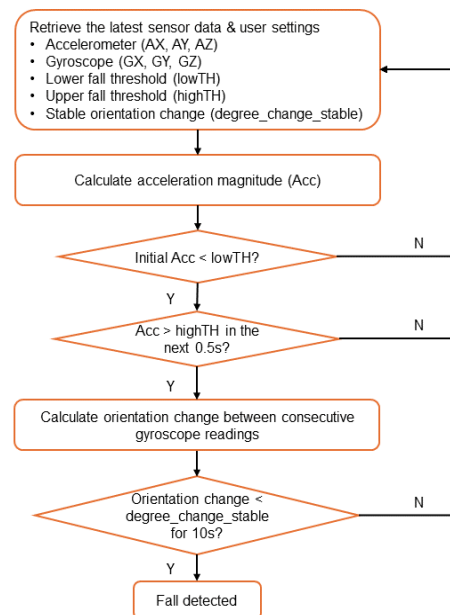 Retrieve the latest sensor data & user settings
• Accelerometer (AX, AY, AZ)
• Gyroscope (GX, GY, GZ)
• Lower fall threshold (lowTH)
• Upper fall threshold (highTH)
• Stable orientation change (degree_change_stable)
Calculate acceleration magnitude (Acc)
Initial Acc < lowTH?
N
Y
Acc > highTH in the
next 0.5s?
N
Y
Calculate orientation change between consecutive
gyroscope readings
Orientation change <
degree_change_stable
for 10s?
N
Y
Fall detected